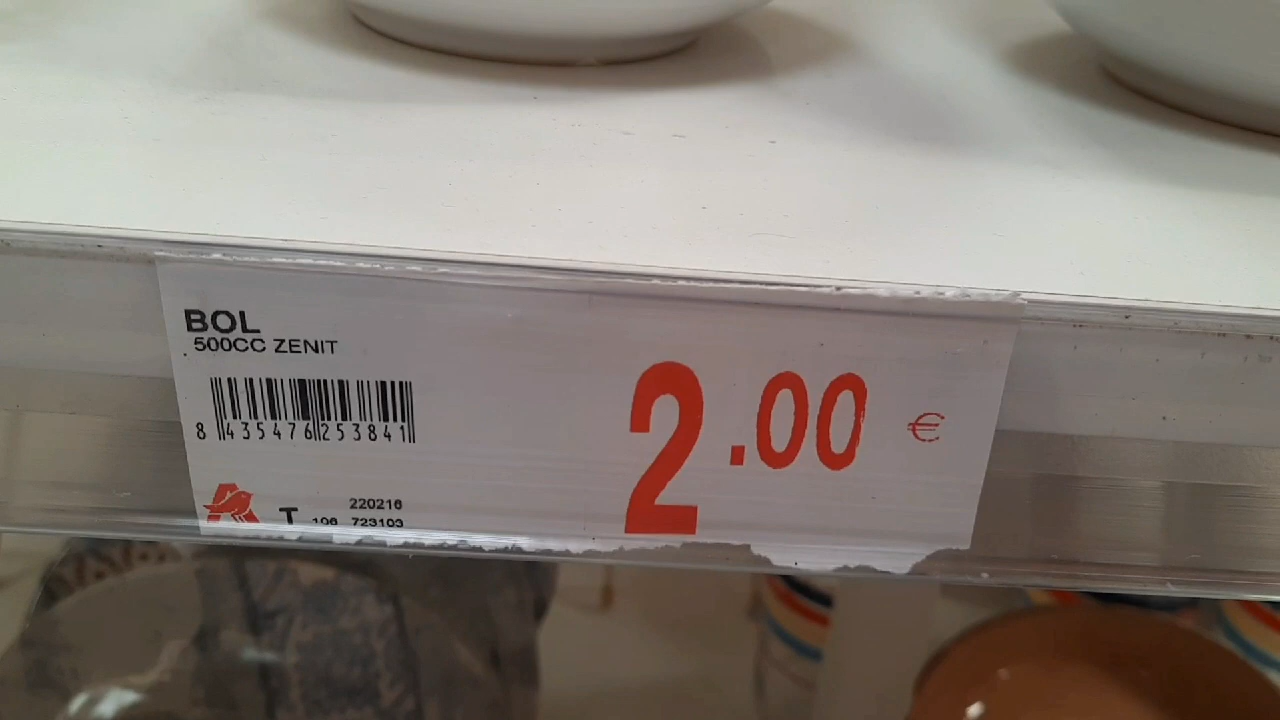 BOL
500CC ZENIT
2.00 €
8 435476 253841
220216
T 106 723103